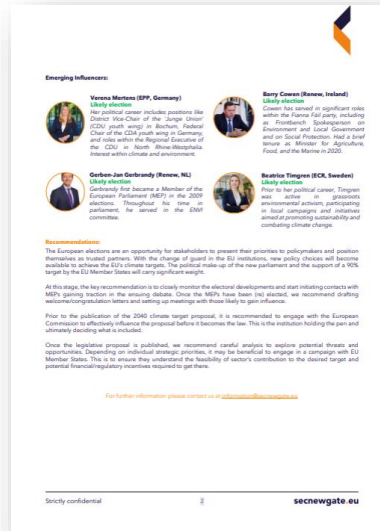 Emerging Influencers:
Verena Mertens (EPP, Germany)
Likely election
Her political career includes positions like
District Vice-Chair of the 'Junge Union'
(CDU youth wing) in Bochum, Federal
Chair of the CDA youth wing in Germany,
and roles within the Regional Executive of
the CDU in North Rhine-Westphalia.
Interest within climate and environment.
Barry Cowen (Renew, Ireland)
Likely election
Cowen has served in significant roles
within the Fianna Fáil party, including
as Frontbench Spokesperson on
Environment and Local Government
and on Social Protection. Had a brief
tenure as Minister for Agriculture,
Food, and the Marine in 2020.
Gerben-Jan Gerbrandy (Renew, NL)
Likely election
Gerbrandy first became a Member of the
European Parliament (MEP) in the 2009
elections. Throughout his time in
parliament, he served in the ENVI
committee.
Beatrice Timgren (ECR, Sweden)
Likely election
Prior to her political career, Timgren
was active in grassroots
environmental activism, participating
in local campaigns and initiatives
aimed at promoting sustainability and
combating climate change.
Recommendations:
The European elections are an opportunity for stakeholders to present their priorities to policymakers and position
themselves as trusted partners. With the change of guard in the EU institutions, new policy choices will become
available to achieve the EU's climate targets. The political make-up of the new parliament and the support of a 90%
target by the EU Member States will carry significant weight.
At this stage, the key recommendation is to closely monitor the electoral developments and start initiating contacts with
MEPs gaining traction in the ensuing debate. Once the MEPs have been (re) elected, we recommend drafting
welcome/congratulation letters and setting up meetings with those likely to gain influence.
Prior to the publication of the 2040 climate target proposal, it is recommended to engage with the European
Commission to effectively influence the proposal before it becomes the law. This is the institution holding the pen and
ultimately deciding what is included.
Once the legislative proposal is published, we recommend careful analysis to explore potential threats and
opportunities. Depending on individual strategic priorities, it may be beneficial to engage in a campaign with EU
Member States. This is to ensure they understand the feasibility of sector's contribution to the desired target and
potential financial/regulatory incentives required to get there.
For further information please contact us at information@secnewgate.eu
Strictly confidential
secnewgate.eu